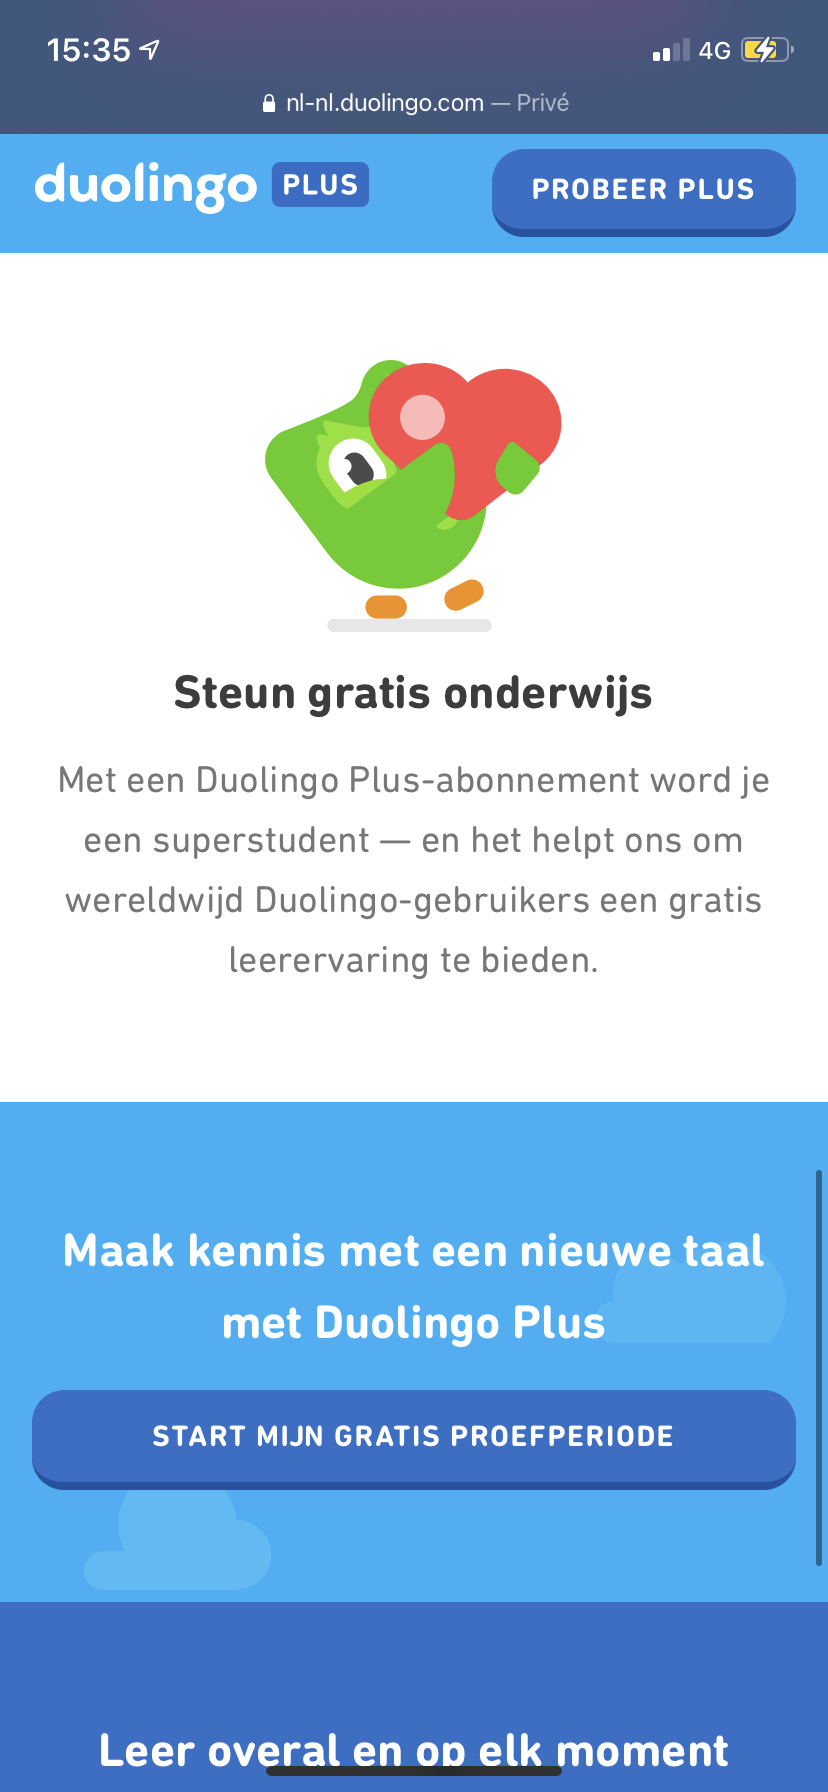 15:35 4G
nl-nl.duolingo.com — Privé
duolingo PLUS PROBEER PLUS
Steun gratis onderwijs
Met een Duolingo Plus-abonnement word je
een superstudent — en het helpt ons om
wereldwijd Duolingo-gebruikers een gratis
leerervaring te bieden.
Maak kennis met een nieuwe taal
met Duolingo Plus
START MIJN GRATIS PROEFPERIODE
Leer overal en op elk moment